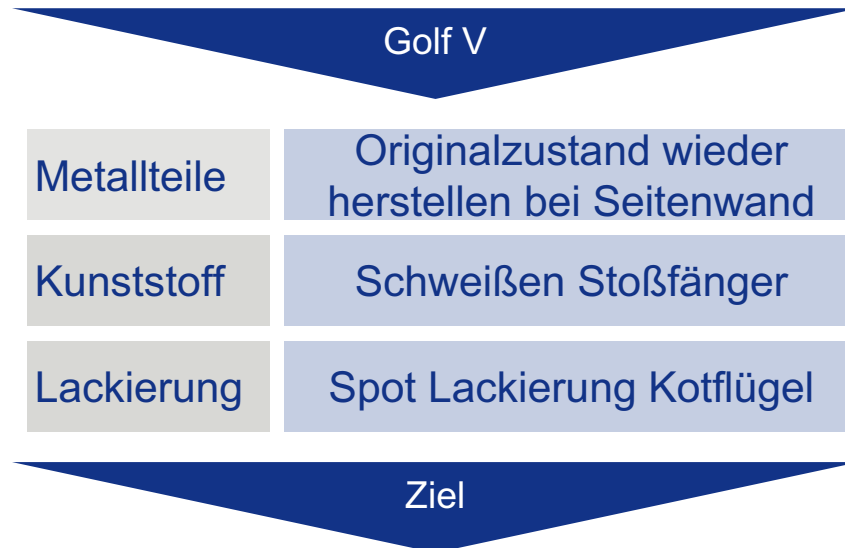 Golf V
Metallteile
Originalzustand wieder
herstellen bei Seitenwand
Kunststoff
Schweißen Stoßfänger
Lackierung
Spot Lackierung Kotflügel
Ziel